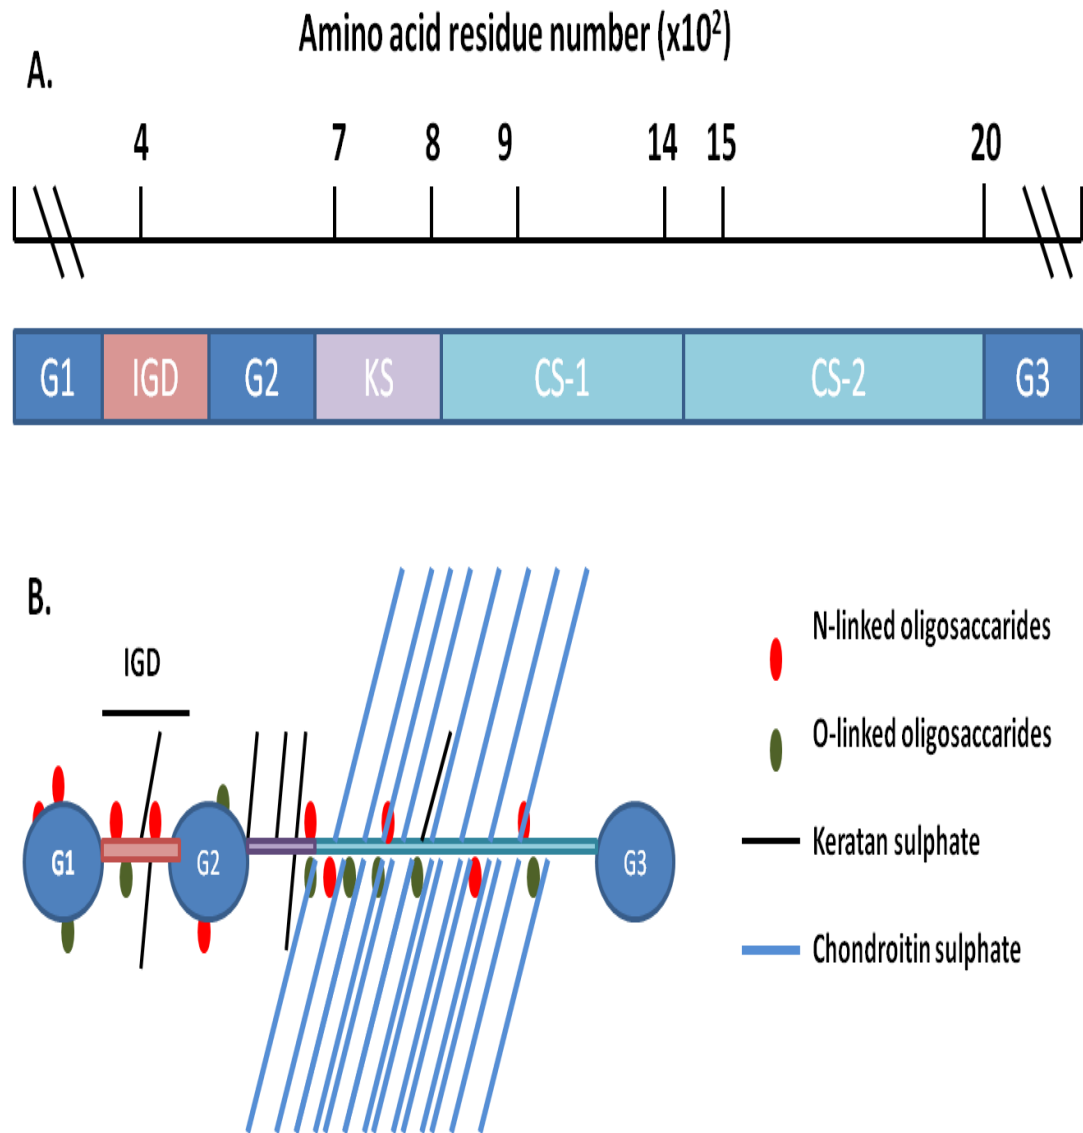 Amino acid residue number (x10²)
A.
4 7 8 9 14 15 20
G1 IGD G2 KS CS-1 CS-2 G3
B.
IGD
G1 G2 G3
N-linked oligosaccarides
O-linked oligosaccarides
Keratan sulphate
Chondroitin sulphate